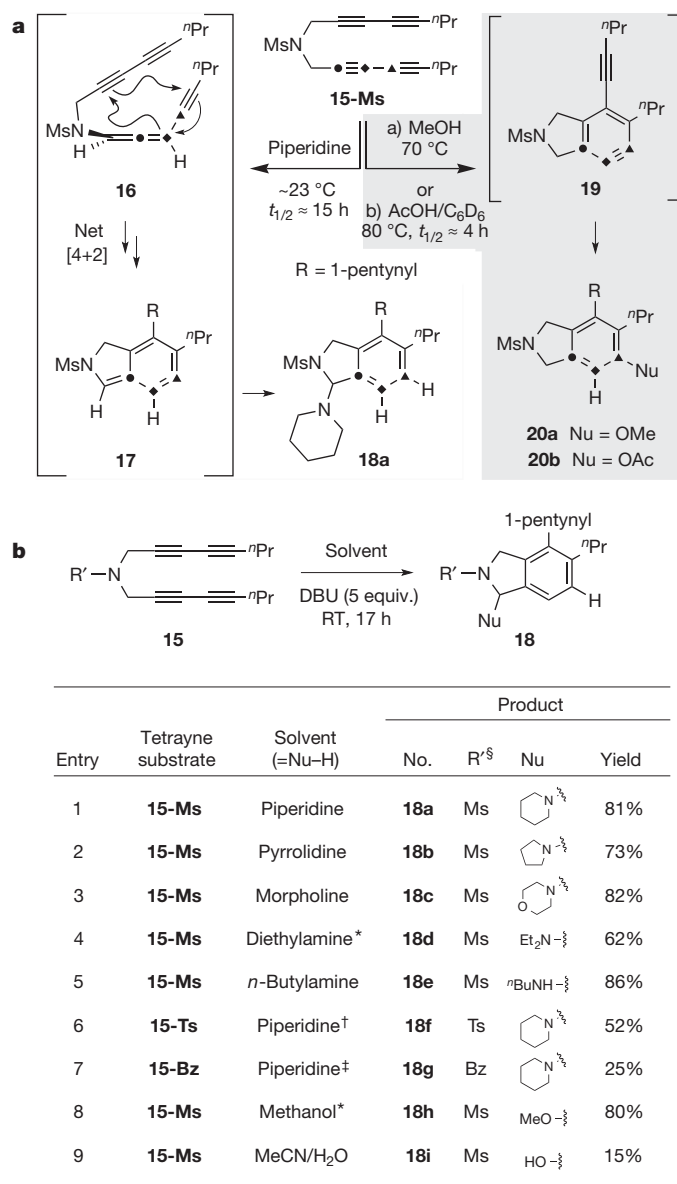 a
nPr
nPr
MsN
H
H
16
Net
[4+2]
R
nPr
MsN
H
H
17
nPr
MsN
nPr
15-Ms
Piperidine
~23 °C
t1/2 ≈ 15 h
a) MeOH
70 °C
or
b) AcOH/C6D6
80 °C, t1/2 ≈ 4 h
R = 1-pentynyl
R
nPr
MsN
N
H
H
18a
nPr
nPr
MsN
19
R
nPr
MsN
Nu
H
20a Nu = OMe
20b Nu = OAc
b
R′–N
nPr
nPr
15
Solvent
DBU (5 equiv.)
RT, 17 h
1-pentynyl
nPr
R′–N
H
Nu
18
Product
Entry Tetrayne substrate Solvent (=Nu–H) No. R′§ Nu Yield
1 15-Ms Piperidine 18a Ms N 81%
2 15-Ms Pyrrolidine 18b Ms N 73%
3 15-Ms Morpholine 18c Ms N O 82%
4 15-Ms Diethylamine* 18d Ms Et2N 62%
5 15-Ms n-Butylamine 18e Ms nBuNH 86%
6 15-Ts Piperidine† 18f Ts N 52%
7 15-Bz Piperidine‡ 18g Bz N 25%
8 15-Ms Methanol* 18h Ms MeO 80%
9 15-Ms MeCN/H2O 18i Ms HO 15%